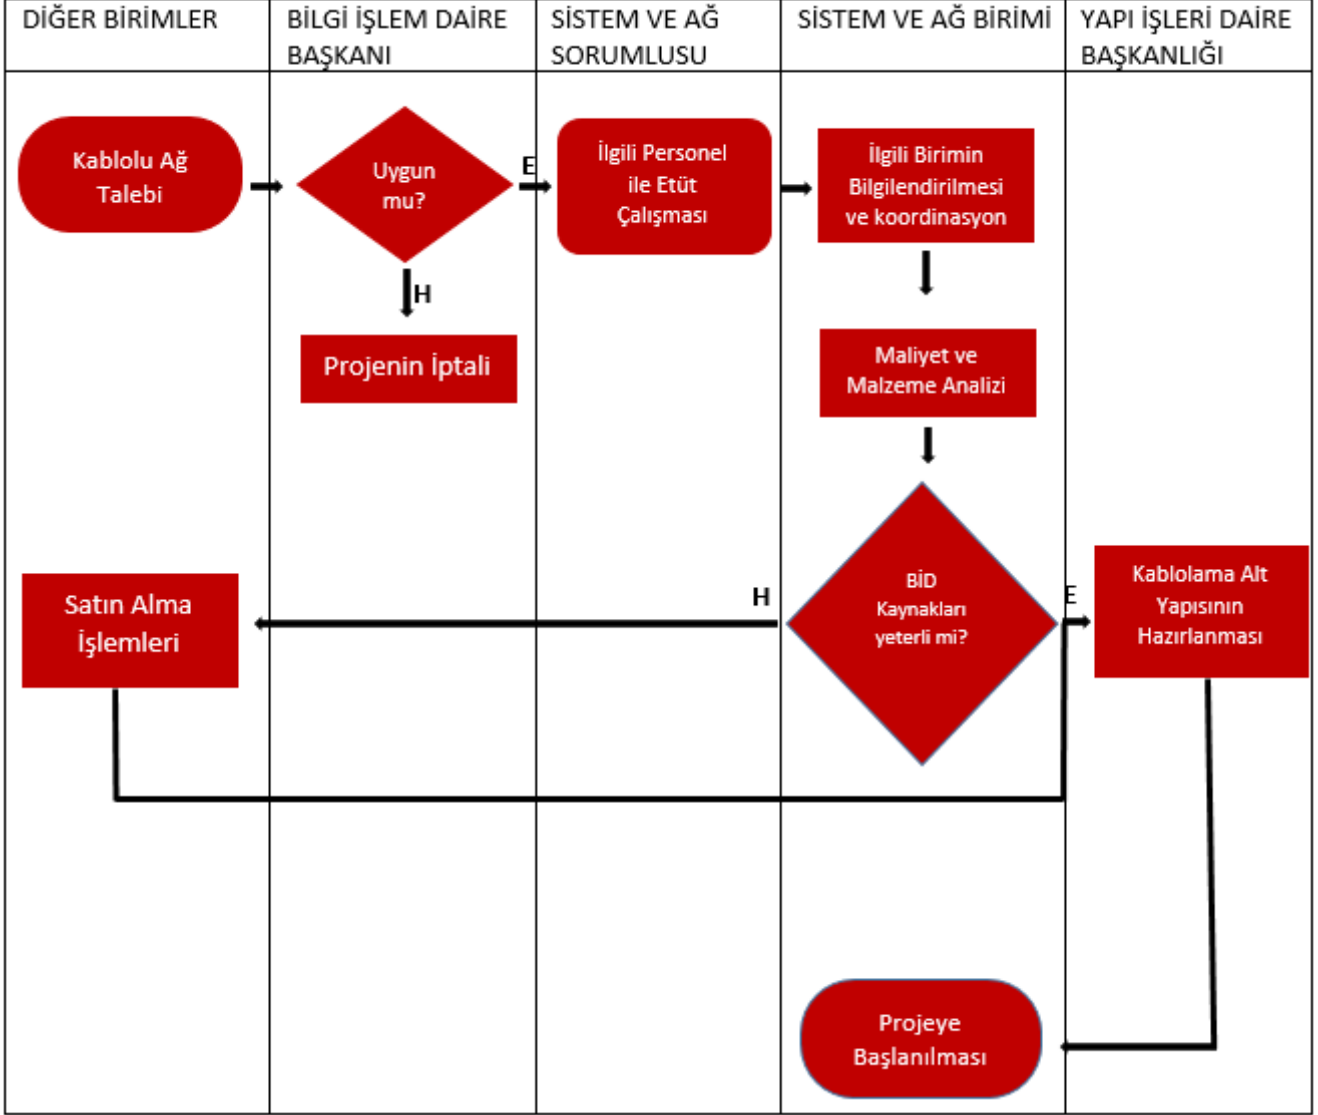 DİĞER BİRİMLER
BİLGİ İŞLEM DAİRE
BAŞKANI
SİSTEM VE AĞ
SORUMLUSU
SİSTEM VE AĞ BİRİMİ
YAPI İŞLERİ DAİRE
BAŞKANLIĞI
Kablolu Ağ
Talebi
Uygun
mu?
E
İlgili Personel
ile Etüt
Çalışması
İlgili Birimin
Bilgilendirilmesi
ve koordinasyon
H
Projenin İptali
Maliyet ve
Malzeme Analizi
Satın Alma
İşlemleri
H
BİD
Kaynakları
yeterli mi?
E
Kablolama Alt
Yapısının
Hazırlanması
Projeye
Başlanılması